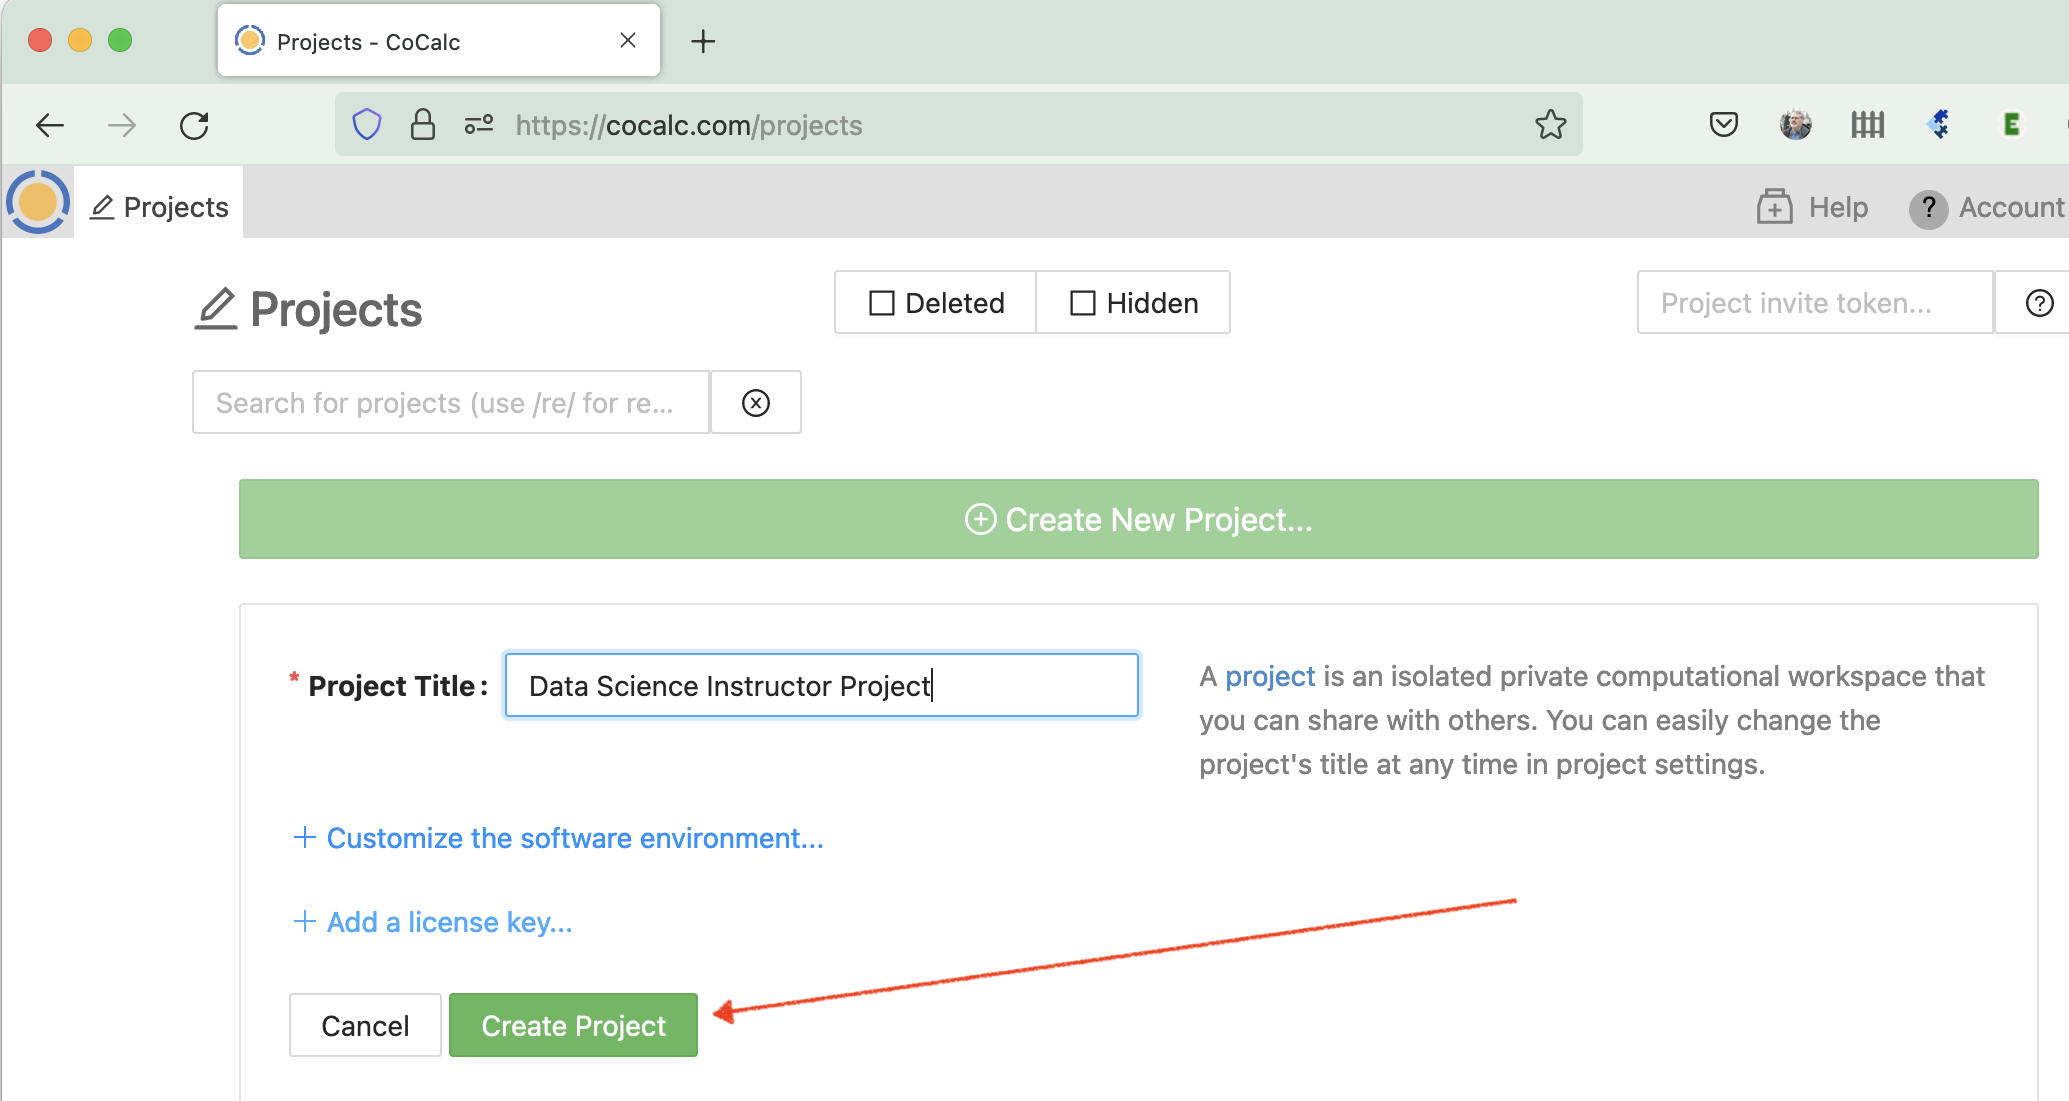 Projects - CoCalc
https://cocalc.com/projects
E
Projects
Help
? Account
Projects
Deleted
Hidden
Project invite token...
Search for projects (use /re/ for re...
Create New Project...
* Project Title :
Data Science Instructor Project
A project is an isolated private computational workspace that
you can share with others. You can easily change the
project's title at any time in project settings.
+ Customize the software environment...
+ Add a license key...
Cancel
Create Project